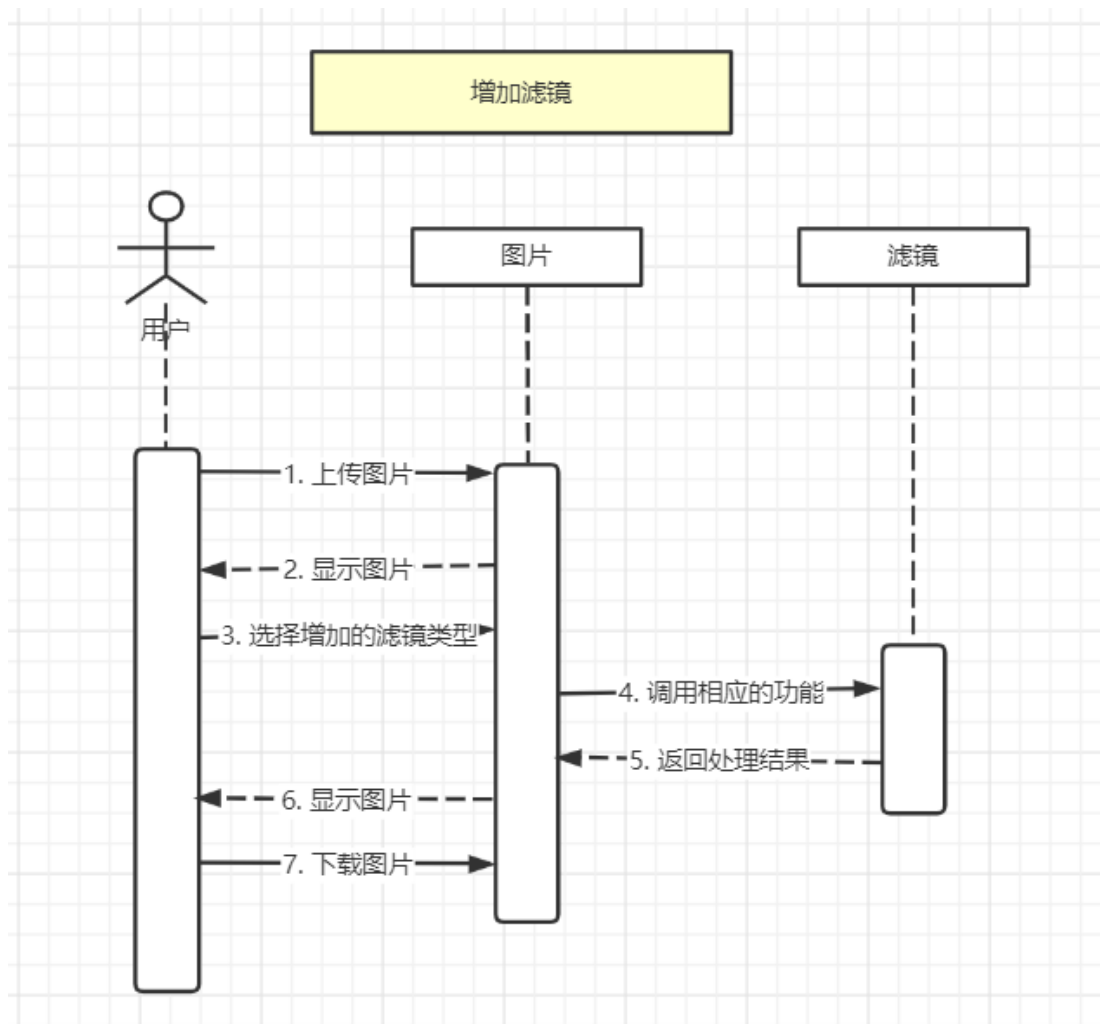 增加滤镜
图片
滤镜
用户
1. 上传图片
2. 显示图片
3. 选择增加的滤镜类型
4. 调用相应的功能
5. 返回处理结果
6. 显示图片
7. 下载图片